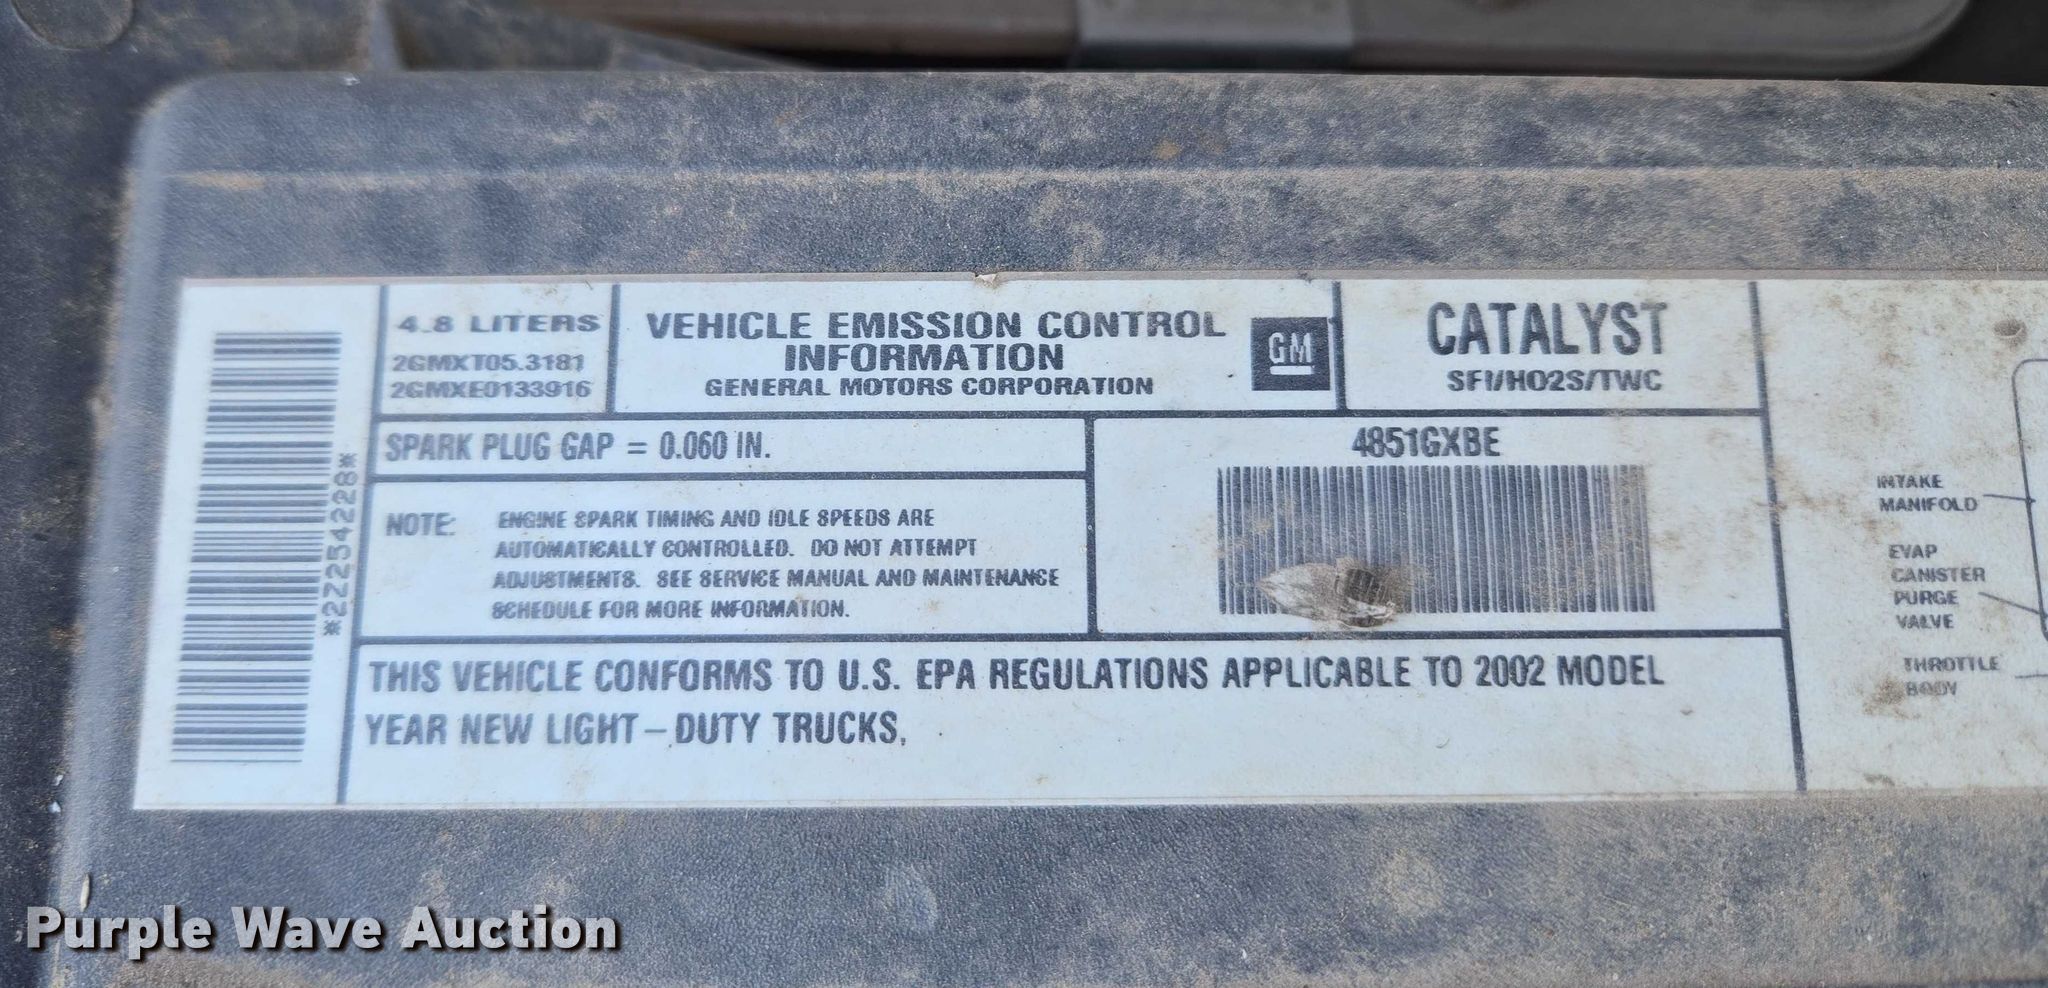 *222542228*
4.8 LITERS
2GMXT05.3181
2GMXE0133916
VEHICLE EMISSION CONTROL
INFORMATION
GENERAL MOTORS CORPORATION
GM
CATALYST
SFI/HO2S/TWC
SPARK PLUG GAP = 0.060 IN.
4851GXBE
NOTE: ENGINE SPARK TIMING AND IDLE SPEEDS ARE
AUTOMATICALLY CONTROLLED. DO NOT ATTEMPT
ADJUSTMENTS. SEE SERVICE MANUAL AND MAINTENANCE
SCHEDULE FOR MORE INFORMATION.
THIS VEHICLE CONFORMS TO U.S. EPA REGULATIONS APPLICABLE TO 2002 MODEL
YEAR NEW LIGHT-DUTY TRUCKS,
INTAKE
MANIFOLD
EVAP
CANISTER
PURGE
VALVE
THROTTLE
BODY
Purple Wave Auction